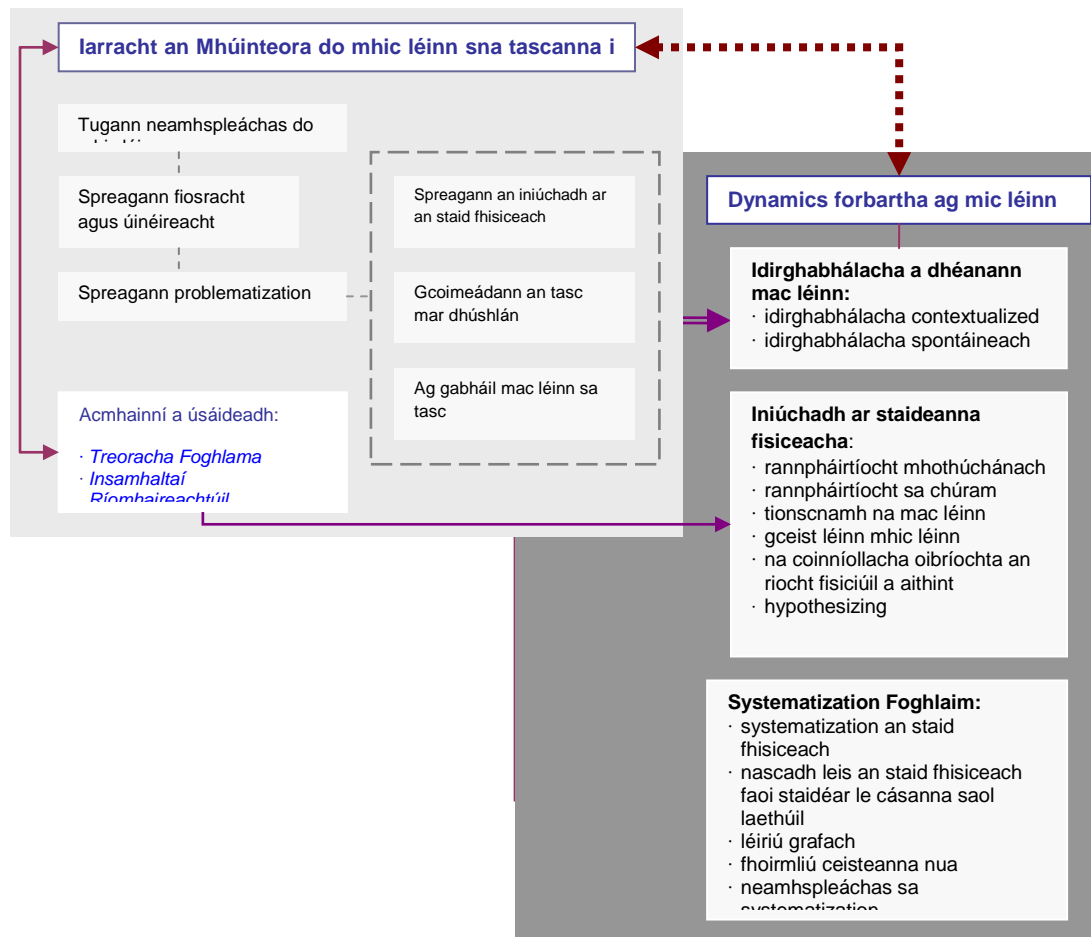 Iarracht an Mhúinteora do mhic léinn sna tascanna i
Tugann neamhspleáchas do
Spreagann fiosracht
agus úinéireacht
Spreagann problematization
Spreagann an iniúchadh ar
an staid fhisiceach
Gcoimeádann an tasc
mar dhúshlán
Ag gabháil mac léinn sa
tasc
Acmhainní a úsáideadh:
· Treoracha Foghlama
· Insamhaltaí
Ríomhaireachtúil
Dynamics forbartha ag mic léinn
Idirghabhálacha a dhéanann
mac léinn:
· idirghabhálacha contextualized
· idirghabhálacha spontáineach
Iniúchadh ar staideanna
fisiceacha:
· rannpháirtíocht mhothúchánach
· rannpháirtíocht sa chúram
· tionscnamh na mac léinn
· gceist léinn mhic léinn
· na coinníollacha oibríochta an
riocht fisiciúil a aithint
· hypothesizing
Systematization Foghlaim:
· systematization an staid
fhisiceach
· nascadh leis an staid fhisiceach
faoi staidéar le cásanna saol
laethúil
· léiriú grafach
· fhoirmliú ceisteanna nua
· neamhspleáchas sa
systematization